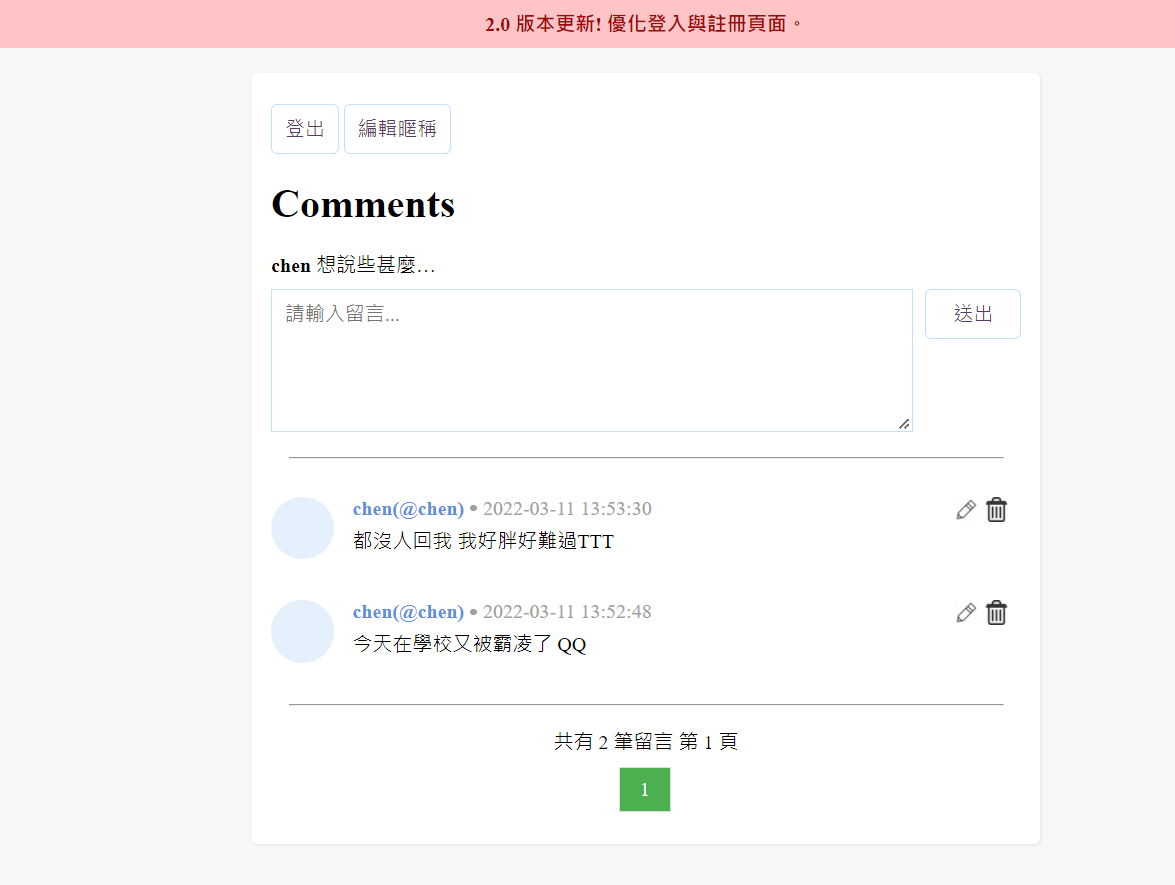 2.0 版本更新! 優化登入與註冊頁面。
登出 編輯暱稱
Comments
chen 想說些甚麼…
請輸入留言...
送出
chen(@chen) • 2022-03-11 13:53:30
都沒人回我 我好胖好難過TTT
chen(@chen) • 2022-03-11 13:52:48
今天在學校又被霸凌了 QQ
共有 2 筆留言 第 1 頁
1